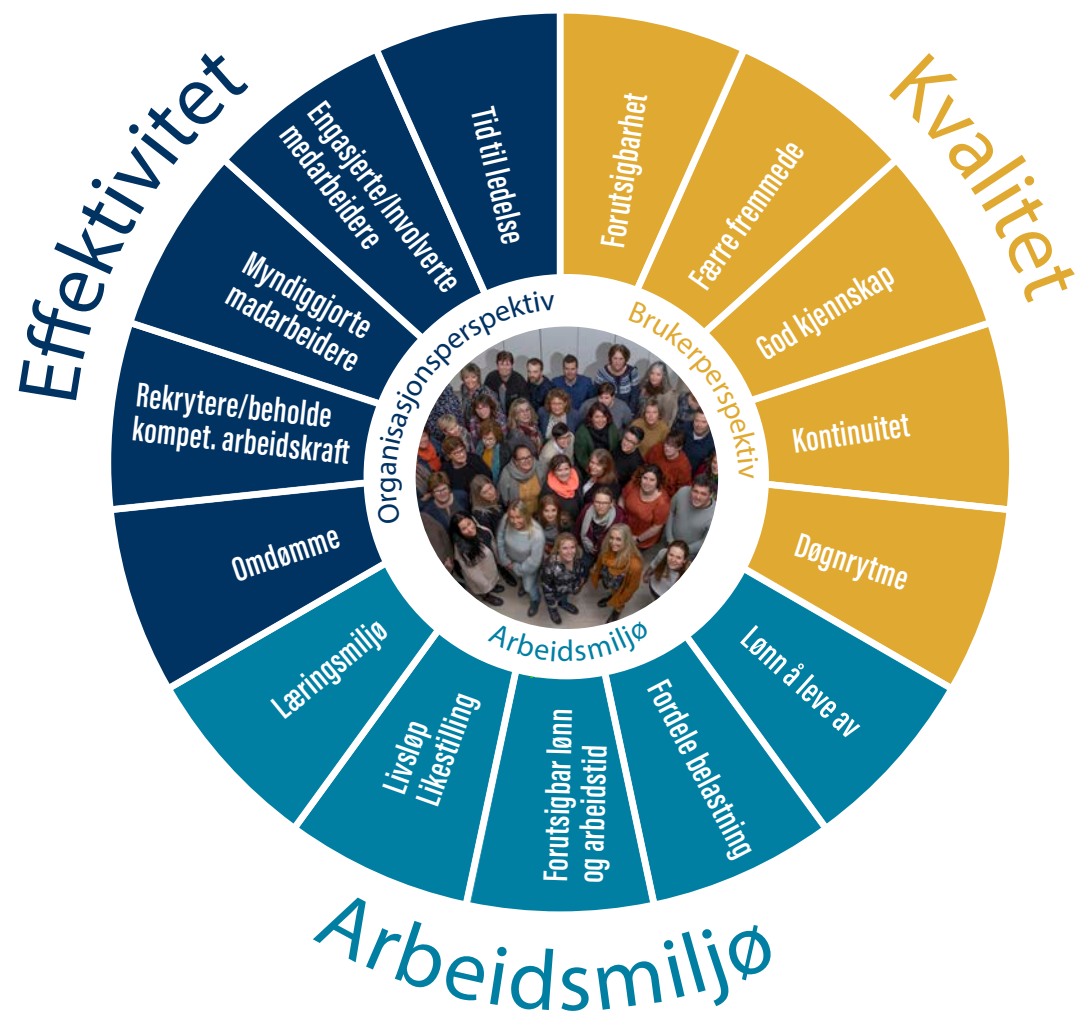 Effektivitet
Kvalitet
Arbeidsmiljø
Organisasjonsperspektiv
Brukerperspektiv
Arbeidsmiljø
Forutsigbarhet
Færre fremmede
God kjennskap
Kontinuitet
Døgnrytme
Lønn å leve av
Fordele belastning
Forutsigbar lønn
og arbeidstid
Livsløp
Likestilling
Læringsmiljø
Omdømme
Rekrytere/beholde
kompet. arbeidskraft
Myndiggjorte
madarbeidere
Engasjerte/Involverte
medarbeidere
Tid til ledelse